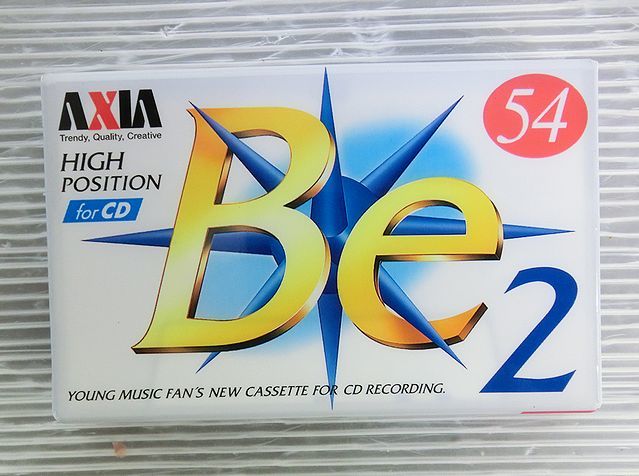 AXIA
Trendy, Quality, Creative
HIGH
POSITION
for CD
54
Be
2
YOUNG MUSIC FAN'S NEW CASSETTE FOR CD RECORDING.